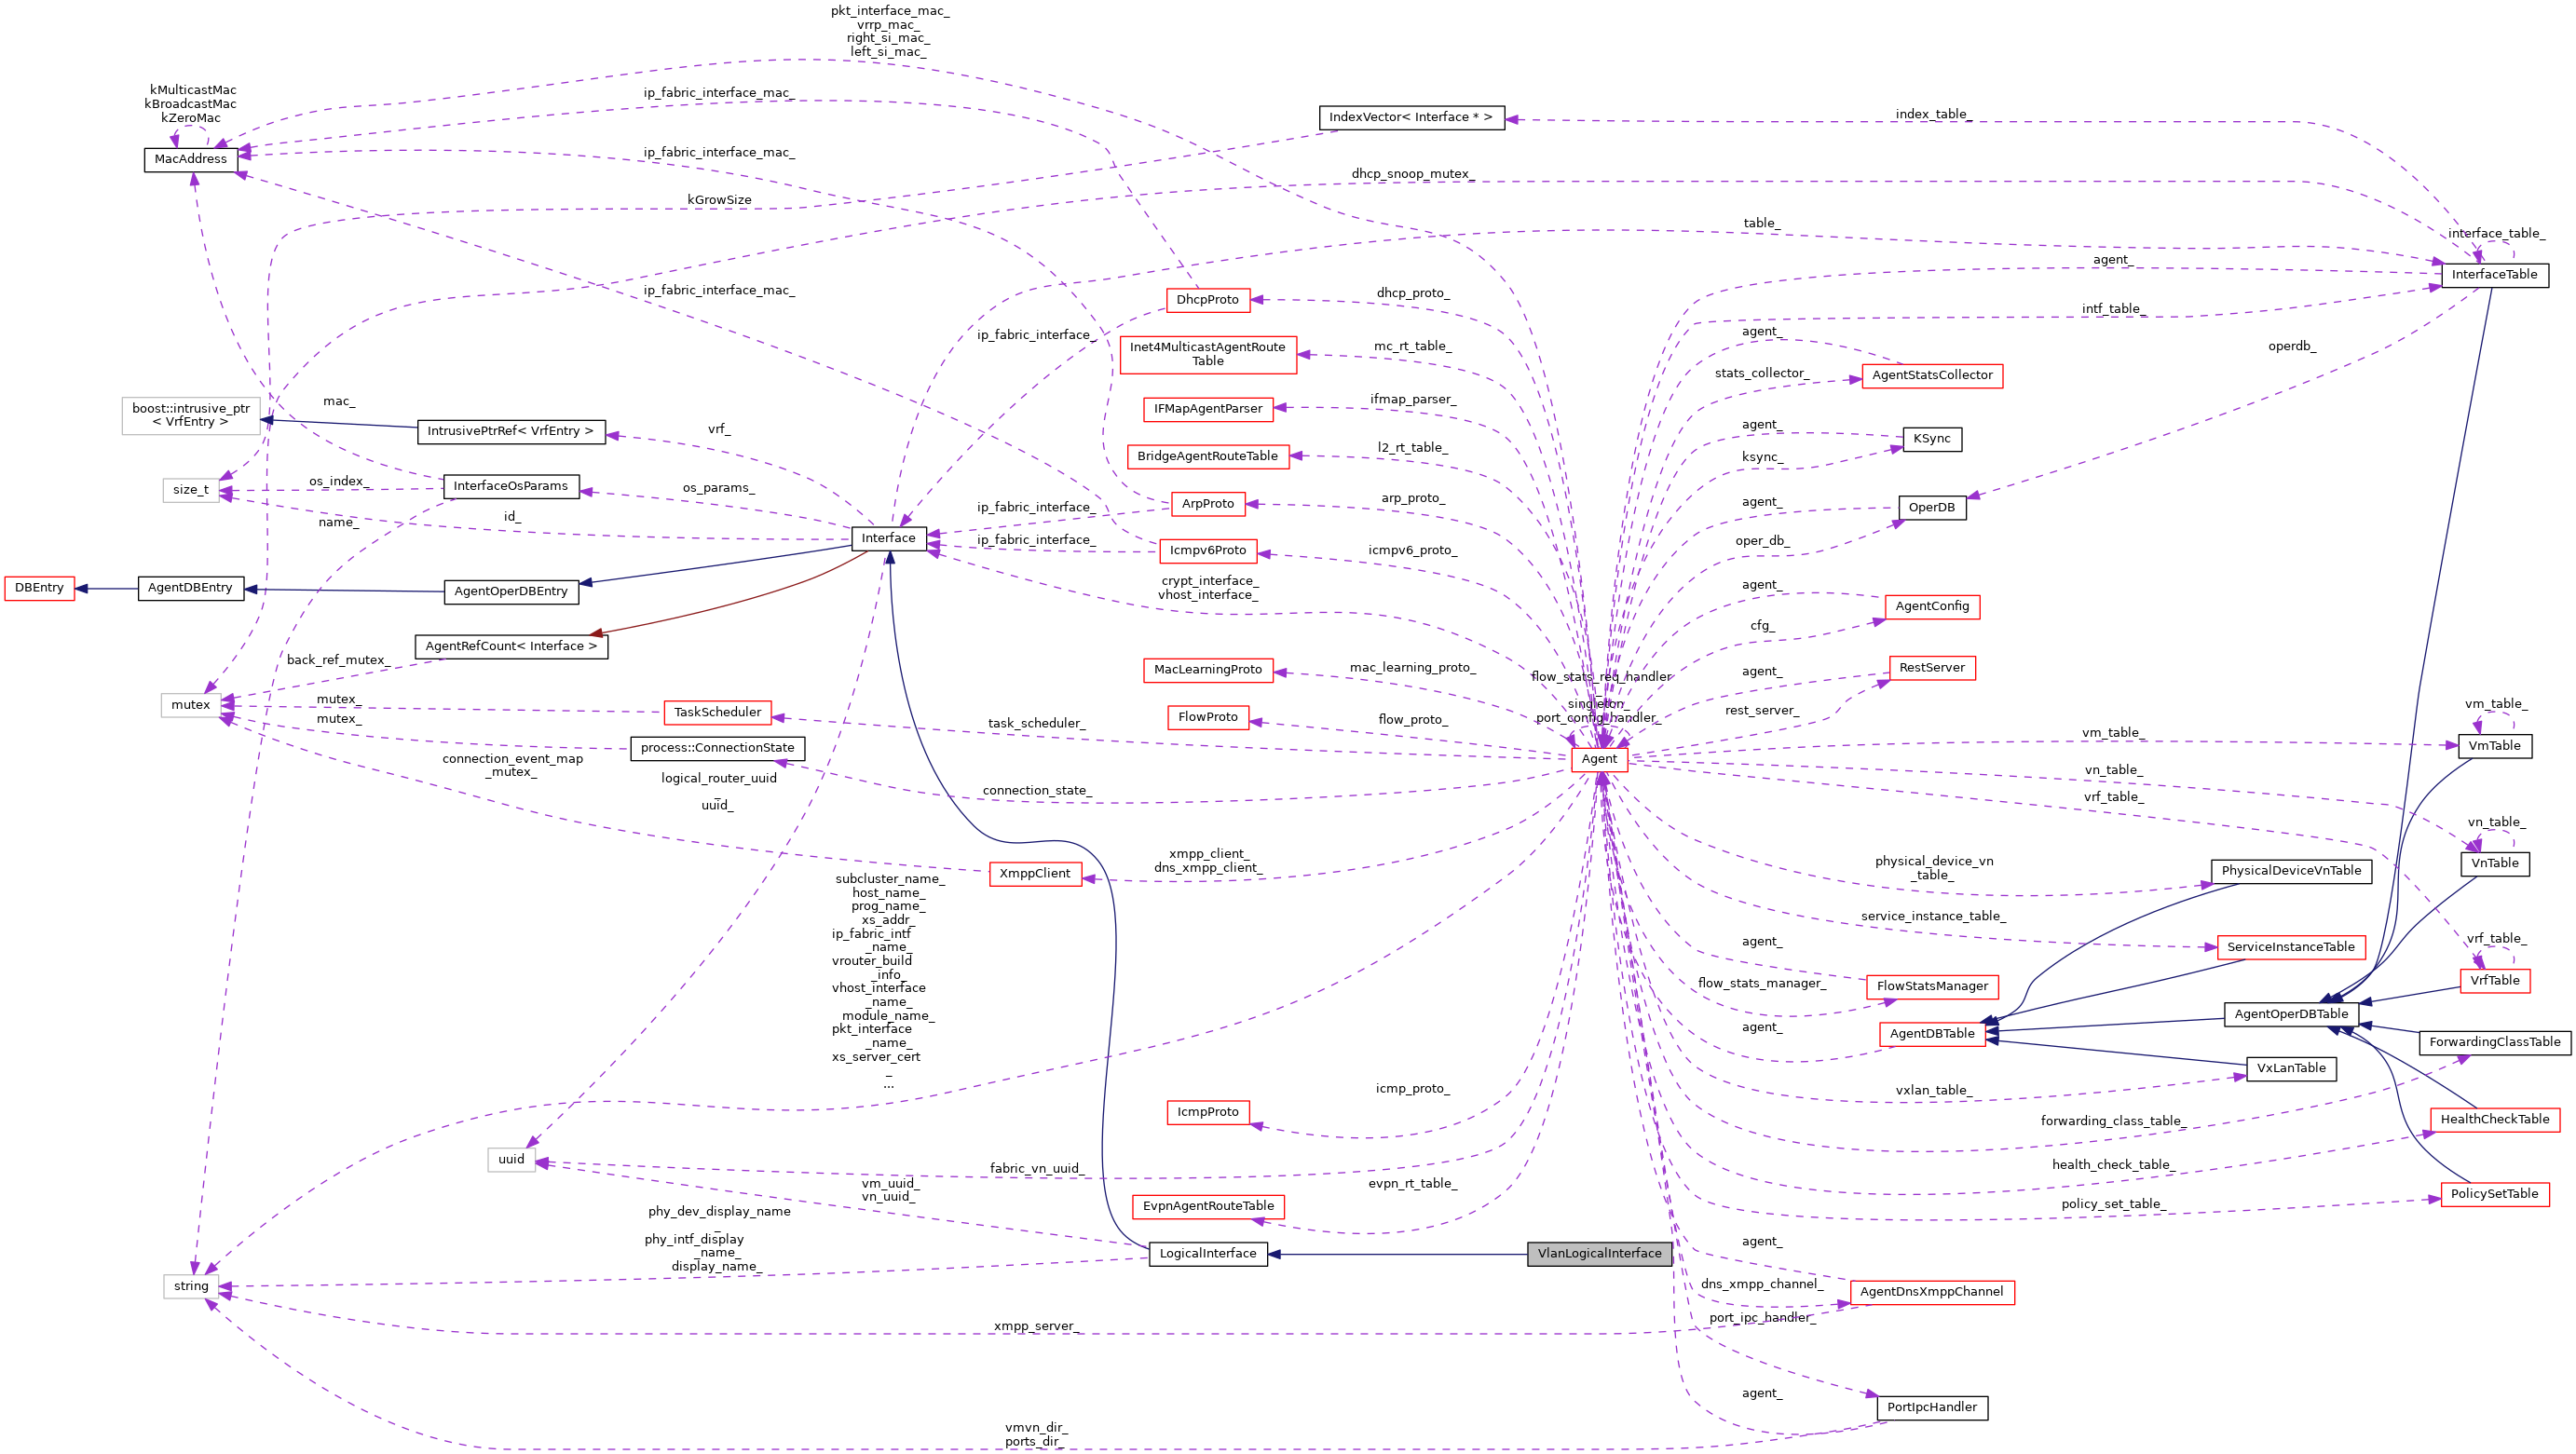 pkt_interface_mac_
vrrp_mac_
right_si_mac_
left_si_mac_
kMulticastMac
kBroadcastMac
kZeroMac
ip_fabric_interface_mac_
IndexVector< Interface * >
index_table_
MacAddress
ip_fabric_interface_mac_
dhcp_snoop_mutex_
kGrowSize
table_
interface_table_
agent_
InterfaceTable
ip_fabric_interface_mac_
DhcpProto
dhcp_proto_
intf_table_
ip_fabric_interface_
Inet4MulticastAgentRoute
Table
mc_rt_table_
agent_
operdb_
stats_collector_
AgentStatsCollector
mac_
boost::intrusive_ptr
< VrfEntry >
IntrusivePtrRef< VrfEntry >
vrf_
IFMapAgentParser
ifmap_parser_
agent_
KSync
BridgeAgentRouteTable
l2_rt_table_
ksync_
size_t
os_index_
InterfaceOsParams
os_params_
ArpProto
arp_proto_
agent_
OperDB
name_
id_
ip_fabric_interface_
Interface
ip_fabric_interface_
Icmpv6Proto
icmpv6_proto_
oper_db_
DBEntry
AgentDBEntry
AgentOperDBEntry
crypt_interface_
vhost_interface_
agent_
AgentConfig
cfg_
AgentRefCount< Interface >
back_ref_mutex_
MacLearningProto
mac_learning_proto_
flow_stats_req_handler
_
singleton_
port_config_handler_
agent_
RestServer
mutex
mutex_
mutex_
TaskScheduler
task_scheduler_
FlowProto
flow_proto_
rest_server_
vm_table_
process::ConnectionState
vm_table_
VmTable
connection_event_map
_mutex_
Agent
vn_table_
logical_router_uuid
_
uuid_
connection_state_
vrf_table_
vn_table_
VnTable
XmppClient
xmpp_client_
dns_xmpp_client_
physical_device_vn
_table_
PhysicalDeviceVnTable
subcluster_name_
host_name_
prog_name_
xs_addr_
ip_fabric_intf
_name_
vrouter_build
_info_
vhost_interface
_name_
module_name_
pkt_interface
_name_
xs_server_cert
_
...
service_instance_table_
ServiceInstanceTable
agent_
vrf_table_
VrfTable
flow_stats_manager_
FlowStatsManager
AgentOperDBTable
agent_
AgentDBTable
ForwardingClassTable
VxLanTable
vxlan_table_
icmp_proto_
IcmpProto
forwarding_class_table_
HealthCheckTable
uuid
fabric_vn_uuid_
health_check_table_
vm_uuid_
vn_uuid_
evpn_rt_table_
EvpnAgentRouteTable
policy_set_table_
PolicySetTable
phy_dev_display_name
_
phy_intf_display
_name_
display_name_
LogicalInterface
VlanLogicalInterface
agent_
string
dns_xmpp_channel_
AgentDnsXmppChannel
xmpp_server_
port_ipc_handler_
agent_
PortIpcHandler
vmvn_dir_
ports_dir_